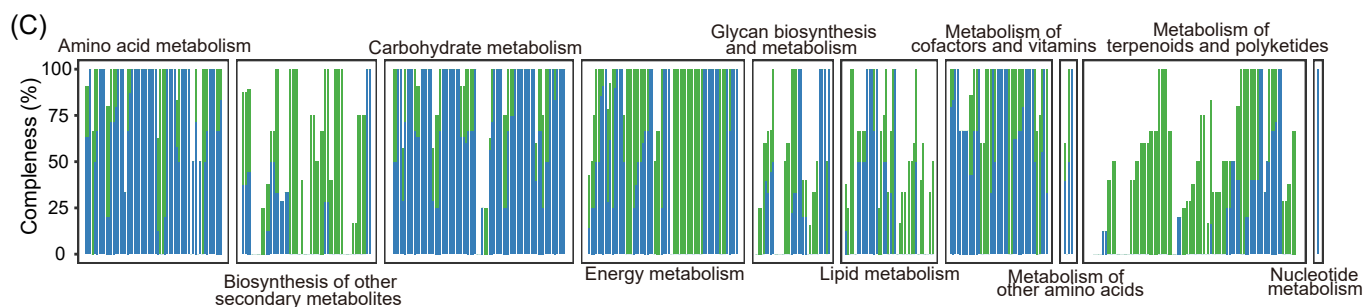 (C)
Amino acid metabolism
Carbohydrate metabolism
Glycan biosynthesis
and metabolism
Metabolism of
cofactors and vitamins
Metabolism of
terpenoids and polyketides
Compleness (%)
100
75
50
25
0
Biosynthesis of other
secondary metabolites
Energy metabolism
Lipid metabolism
Metabolism of
other amino acids
Nucleotide
metabolism